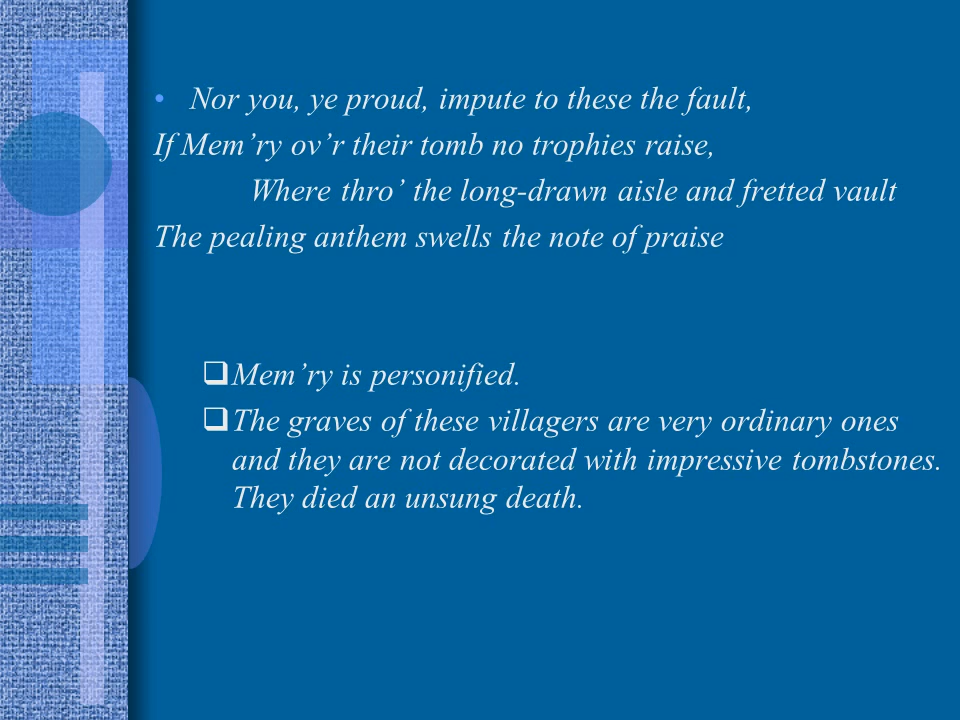 • Nor you, ye proud, impute to these the fault,
If Mem’ry ov’r their tomb no trophies raise,
Where thro’ the long-drawn aisle and fretted vault
The pealing anthem swells the note of praise
❑Mem’ry is personified.
❑The graves of these villagers are very ordinary ones
and they are not decorated with impressive tombstones.
They died an unsung death.